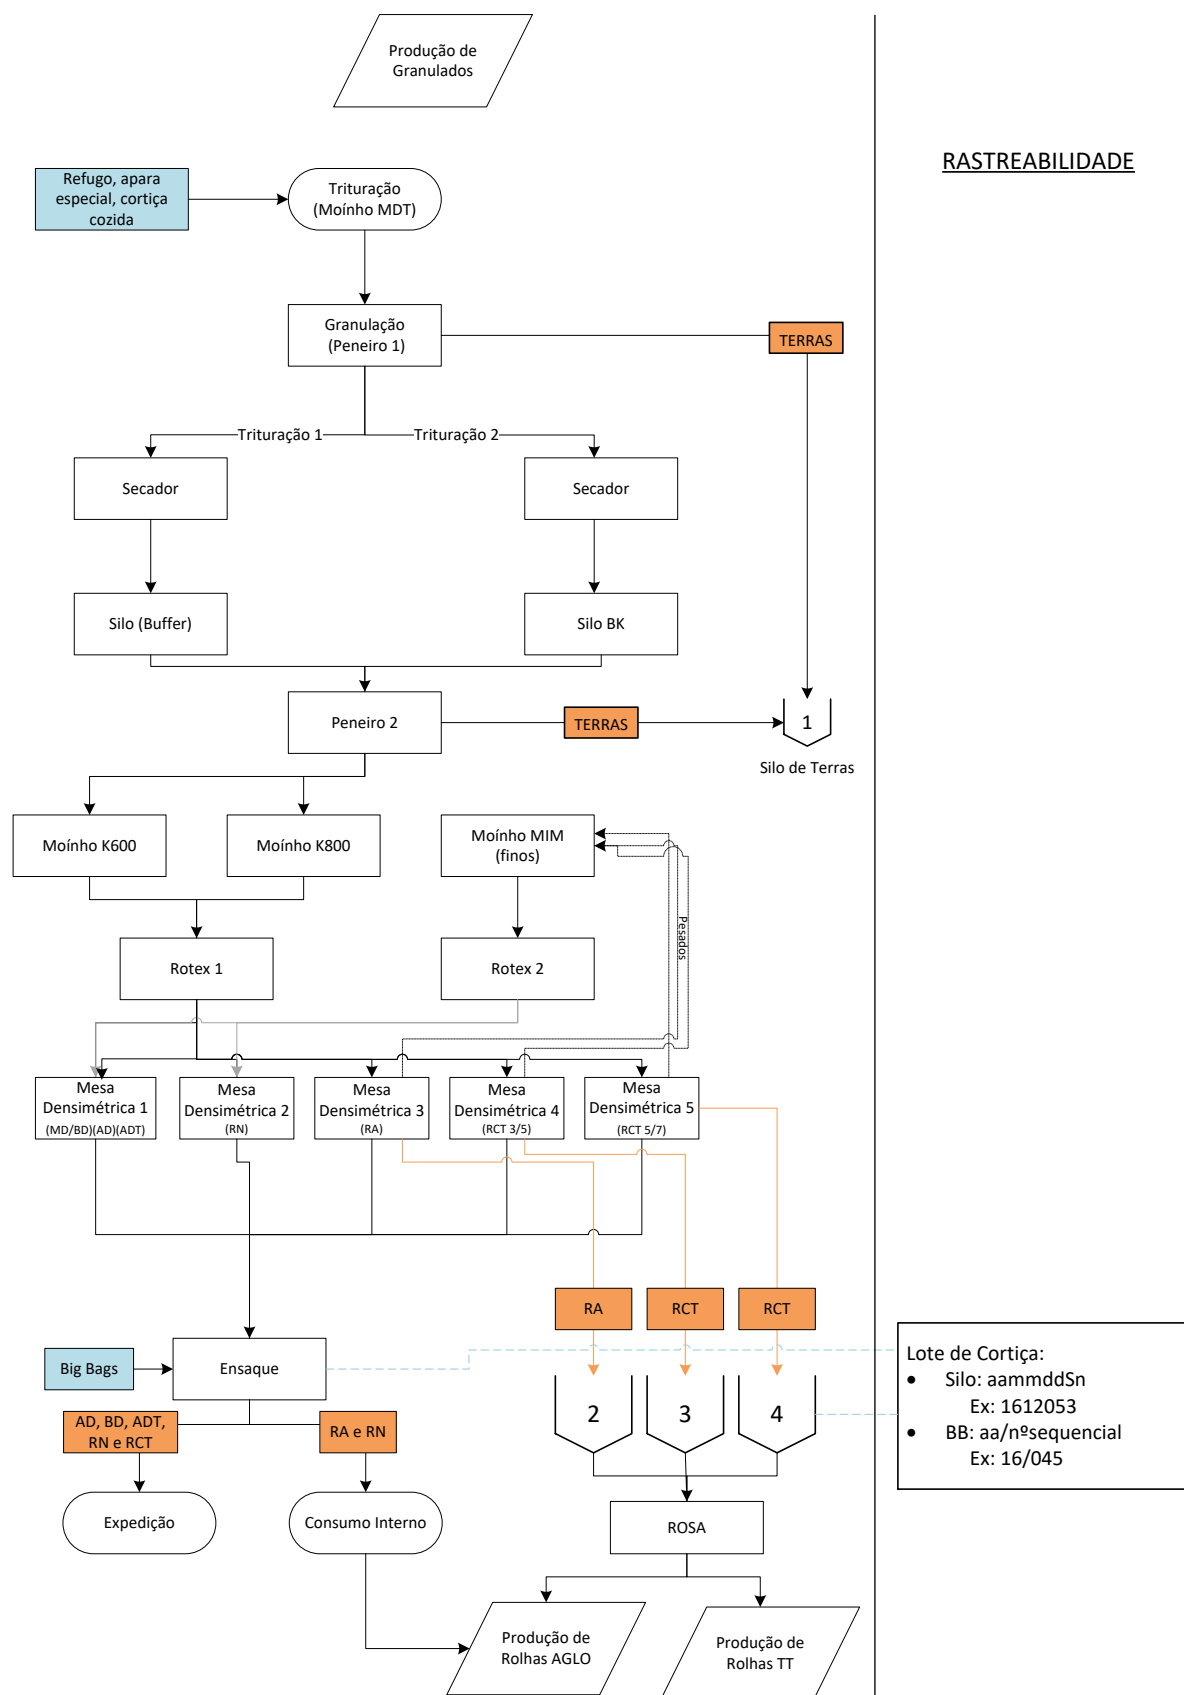 Produção de
Granulados
RASTREABILIDADE
Refugo, apara
especial, cortiça
cozida
Trituração
(Moínho MDT)
Granulação
(Peneiro 1)
TERRAS
Trituração 1
Trituração 2
Secador
Secador
Silo (Buffer)
Silo BK
Peneiro 2
TERRAS
1
Silo de Terras
Moínho K600
Moínho K800
Moínho MIM
(finos)
Pesados
Rotex 1
Rotex 2
Mesa
Densimétrica 1
(MD/BD)(AD)(ADT)
Mesa
Densimétrica 2
(RN)
Mesa
Densimétrica 3
(RA)
Mesa
Densimétrica 4
(RCT 3/5)
Mesa
Densimétrica 5
(RCT 5/7)
RA
RCT
RCT
Big Bags
Ensaque
Lote de Cortiça:
• Silo: aammddSn
Ex: 1612053
• BB: aa/nºsequencial
Ex: 16/045
AD, BD, ADT,
RN e RCT
RA e RN
2
3
4
Expedição
Consumo Interno
ROSA
Produção de
Rolhas AGLO
Produção de
Rolhas TT